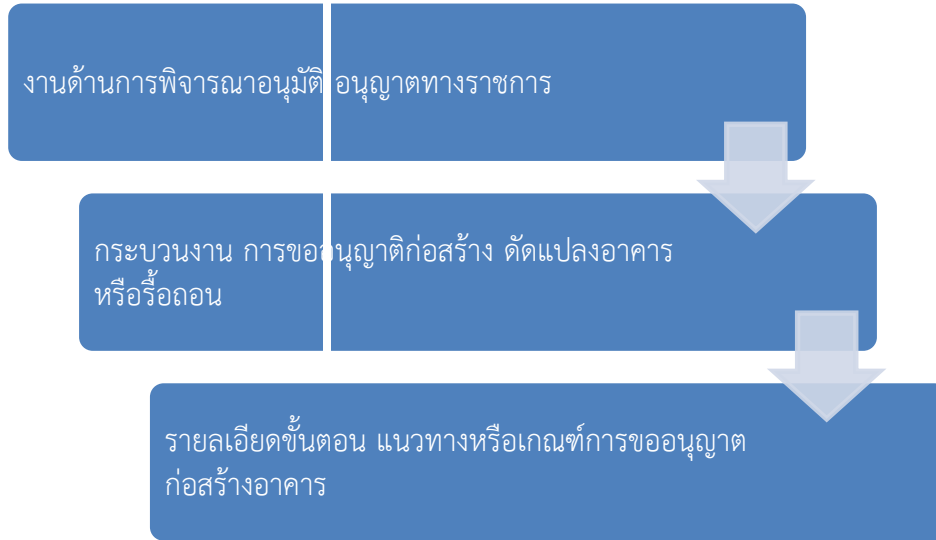 งานด้านการพิจารณาอนุมัติ อนุญาตทางราชการ
กระบวนงาน การขออนุญาติก่อสร้าง ดัดแปลงอาคาร
หรือรื้อถอน
รายลเอียดขั้นตอน แนวทางหรือเกณฑ์การขออนุญาต
ก่อสร้างอาคาร